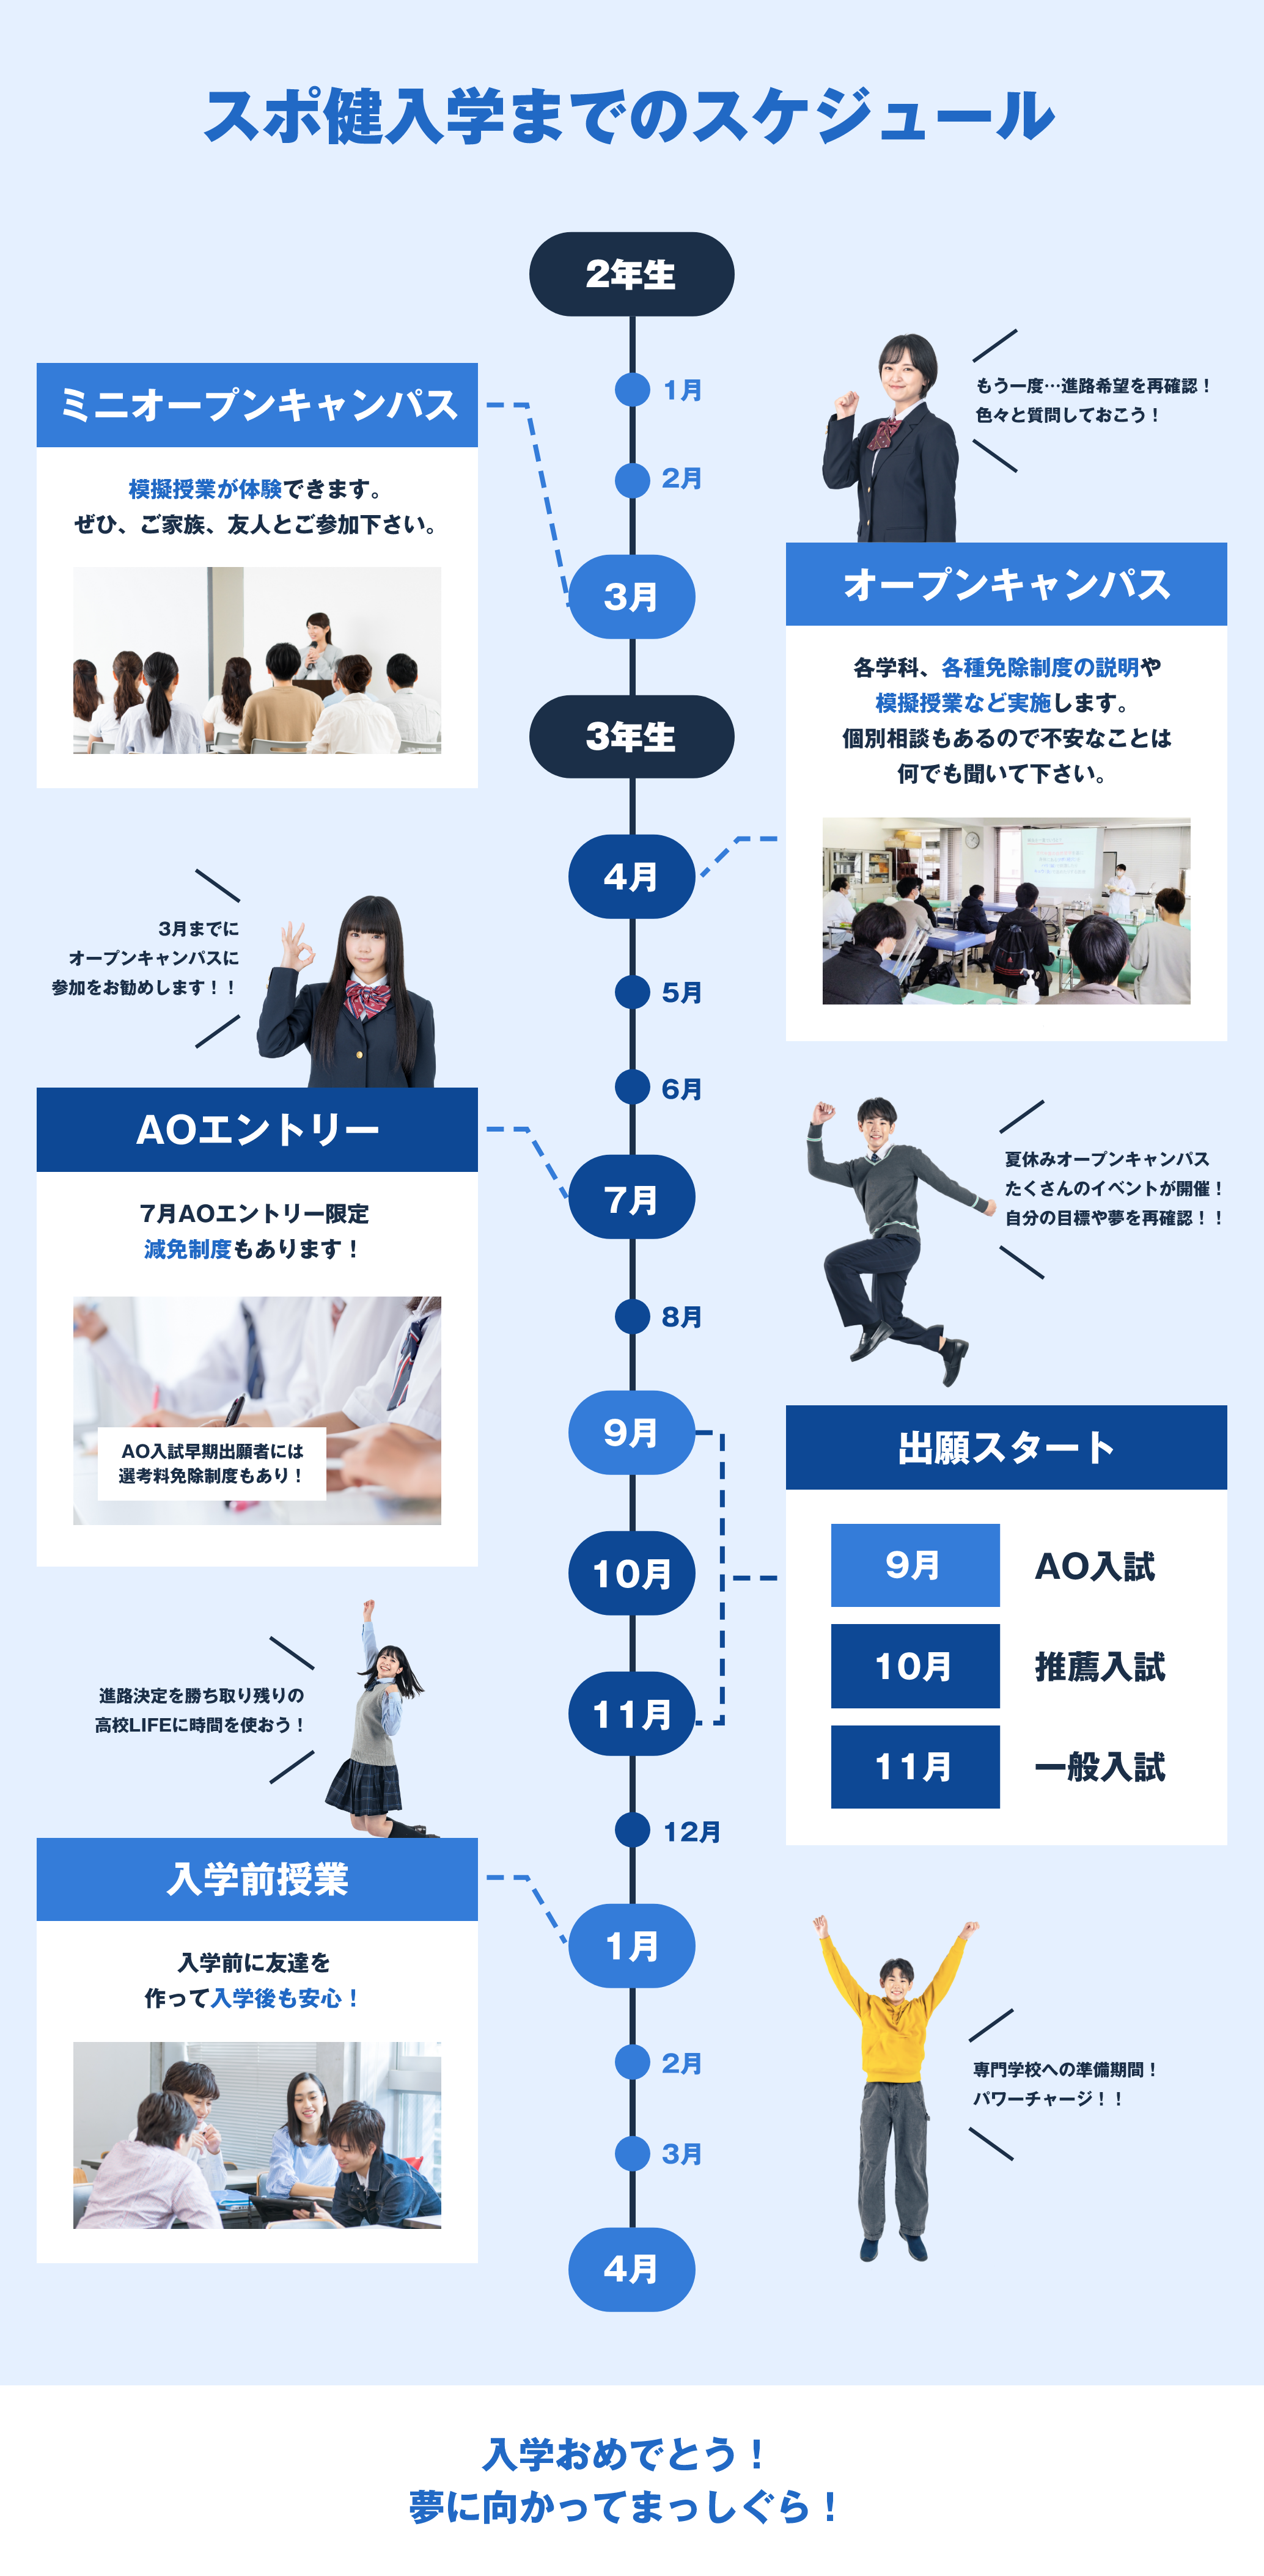 スポ健入学までのスケジュール
2年生
1月
もう一度…進路希望を再確認！
色々と質問しておこう！
ミニオープンキャンパス
模擬授業が体験できます。
ぜひ、ご家族、友人とご参加下さい。
2月
3月
オープンキャンパス
各学科、各種免除制度の説明や
模擬授業など実施します。
個別相談もあるので不安なことは
何でも聞いて下さい。
3年生
4月
3月までに
オープンキャンパスに
参加をお勧めします！！
5月
6月
AOエントリー
7月AOエントリー限定
減免制度もあります！
AO入試早期出願者には
選考料免除制度もあり！
7月
夏休みオープンキャンパス
たくさんのイベントが開催！
自分の目標や夢を再確認！！
8月
9月
10月
11月
出願スタート
9月 AO入試
10月 推薦入試
11月 一般入試
進路決定を勝ち取り残りの
高校LIFEに時間を使おう！
12月
入学前授業
入学前に友達を
作って入学後も安心！
1月
2月
3月
専門学校への準備期間！
パワーチャージ！！
4月
入学おめでとう！
夢に向かってまっしぐら！